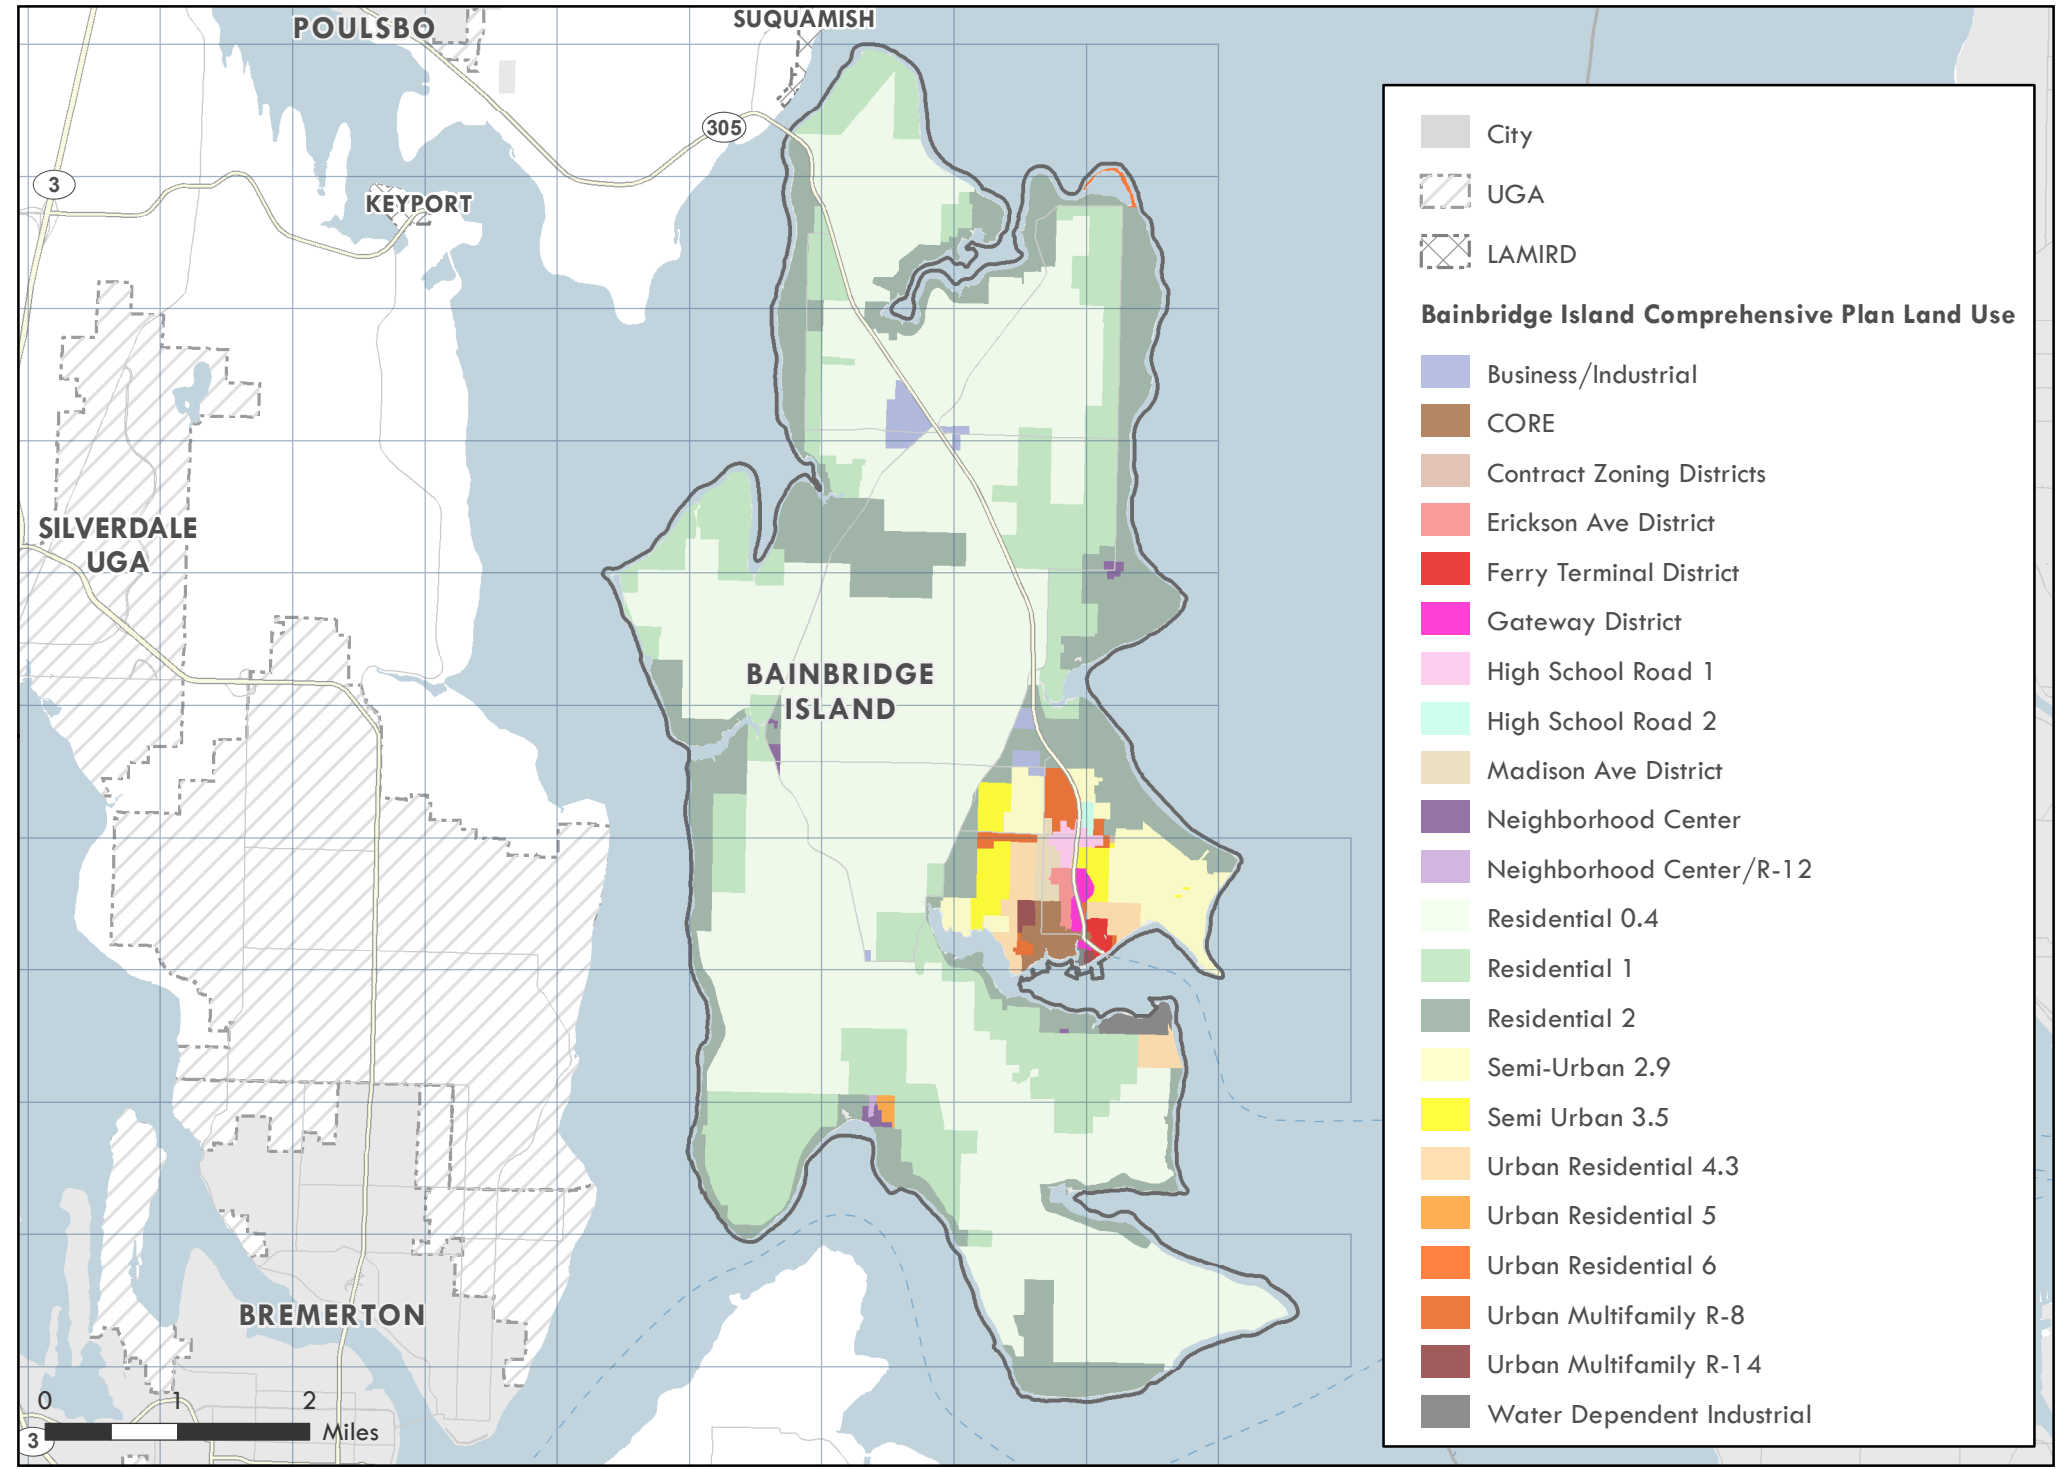 POULSBO
SUQUAMISH
305
3
KEYPORT
SILVERDALE
UGA
BAINBRIDGE
ISLAND
BREMERTON
0 1 2
Miles
3
City
UGA
LAMIRD
Bainbridge Island Comprehensive Plan Land Use
Business/Industrial
CORE
Contract Zoning Districts
Erickson Ave District
Ferry Terminal District
Gateway District
High School Road 1
High School Road 2
Madison Ave District
Neighborhood Center
Neighborhood Center/R-12
Residential 0.4
Residential 1
Residential 2
Semi-Urban 2.9
Semi Urban 3.5
Urban Residential 4.3
Urban Residential 5
Urban Residential 6
Urban Multifamily R-8
Urban Multifamily R-14
Water Dependent Industrial